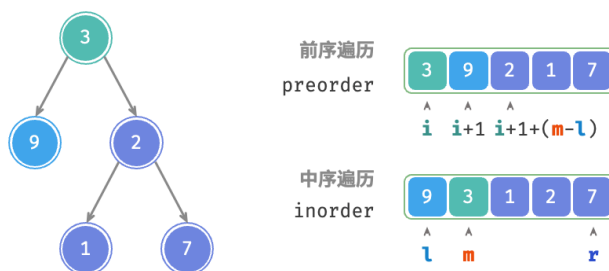 3
9
2
1
7
前序遍历
preorder
3 9 2 1 7
i i+1 i+1+(m-l)
中序遍历
inorder
9 3 1 2 7
l m r